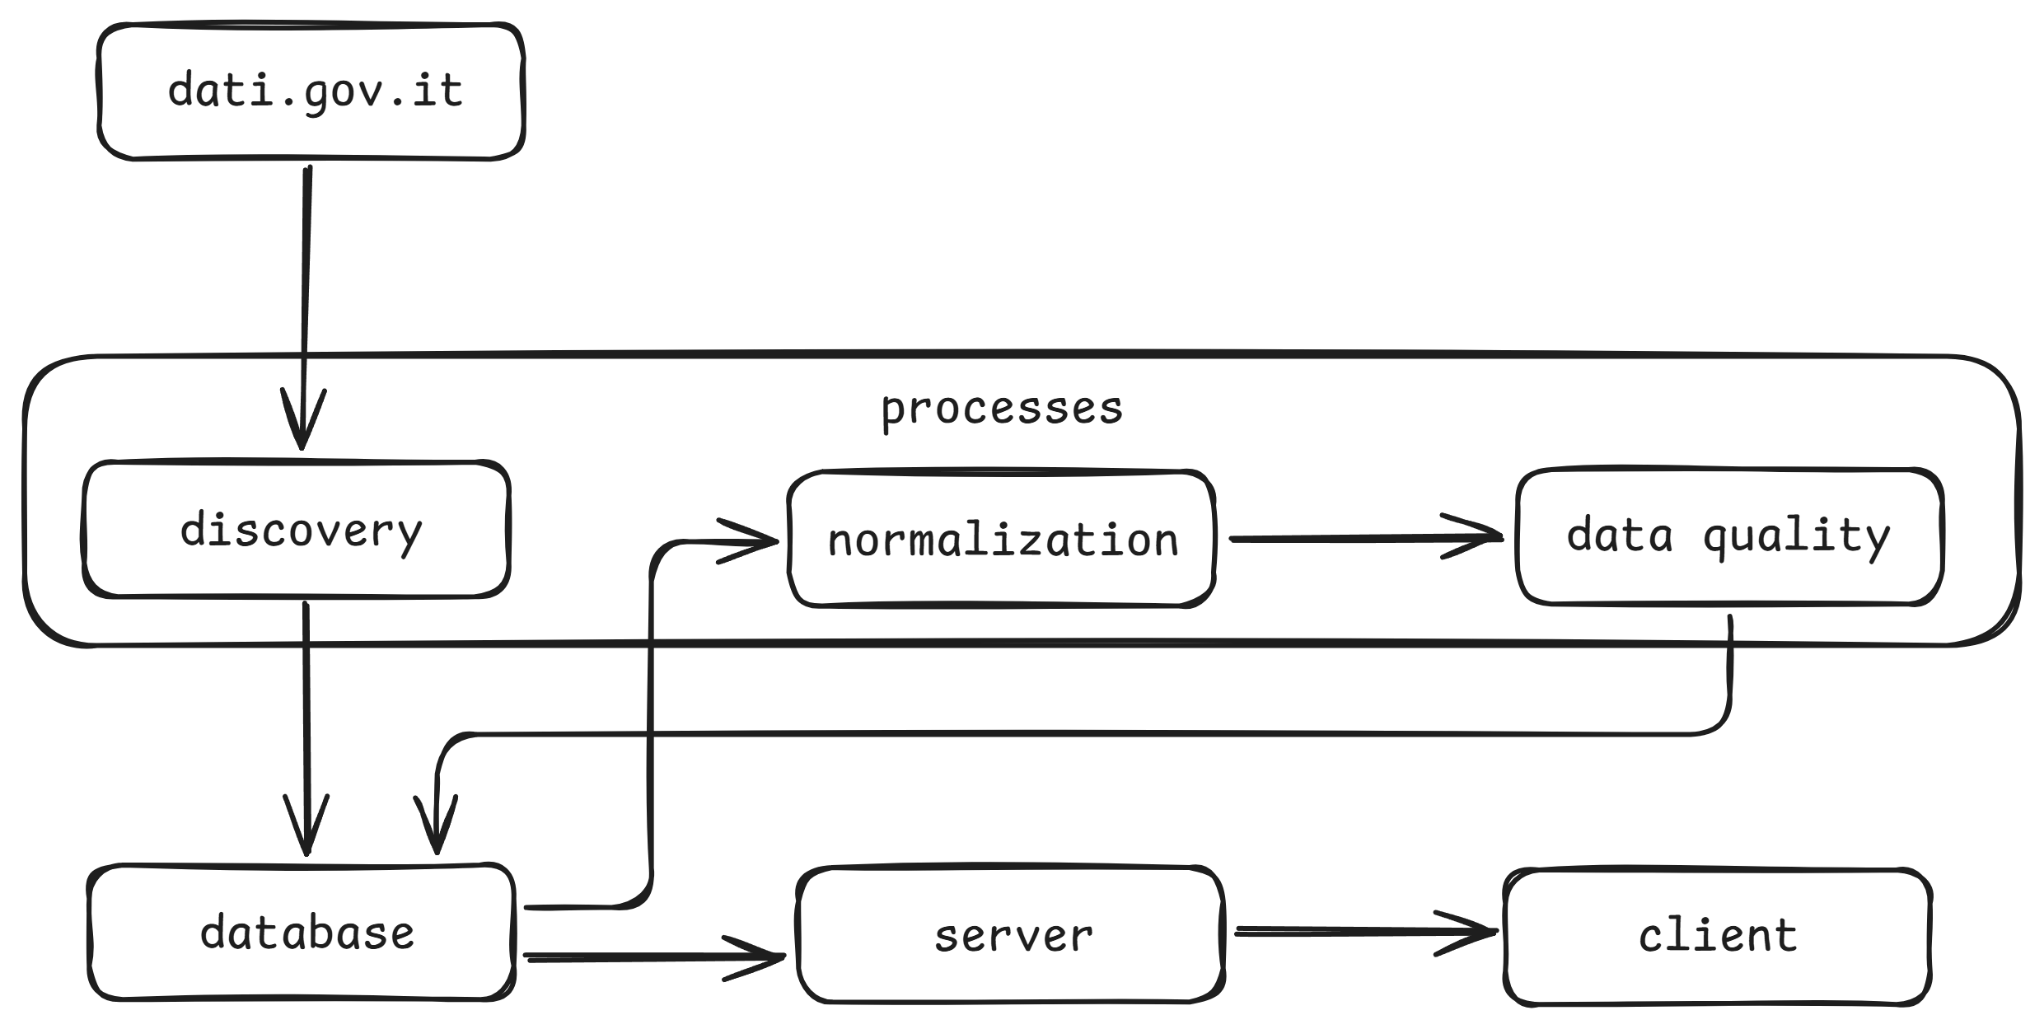 dati.gov.it
processes
discovery
normalization
data quality
database
server
client